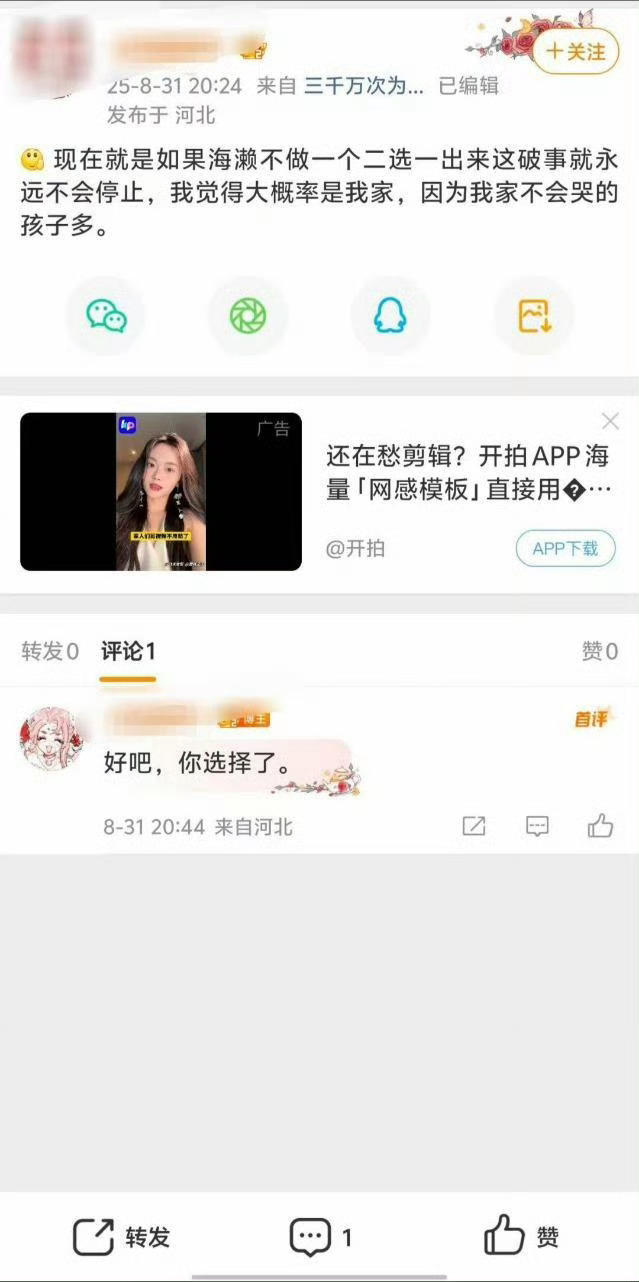 +关注
25-8-31 20:24 来自 三千万次为... 已编辑
发布于 河北
现在就是如果海濑不做一个二选一出来这破事就永
远不会停止，我觉得大概率是我家，因为我家不会哭的
孩子多。
广告
还在愁剪辑？开拍APP海
量「网感模板」直接用�…
@开拍
APP下载
转发0 评论1 赞0
博主
首评
好吧，你选择了。
8-31 20:44 来自河北
转发
1
赞